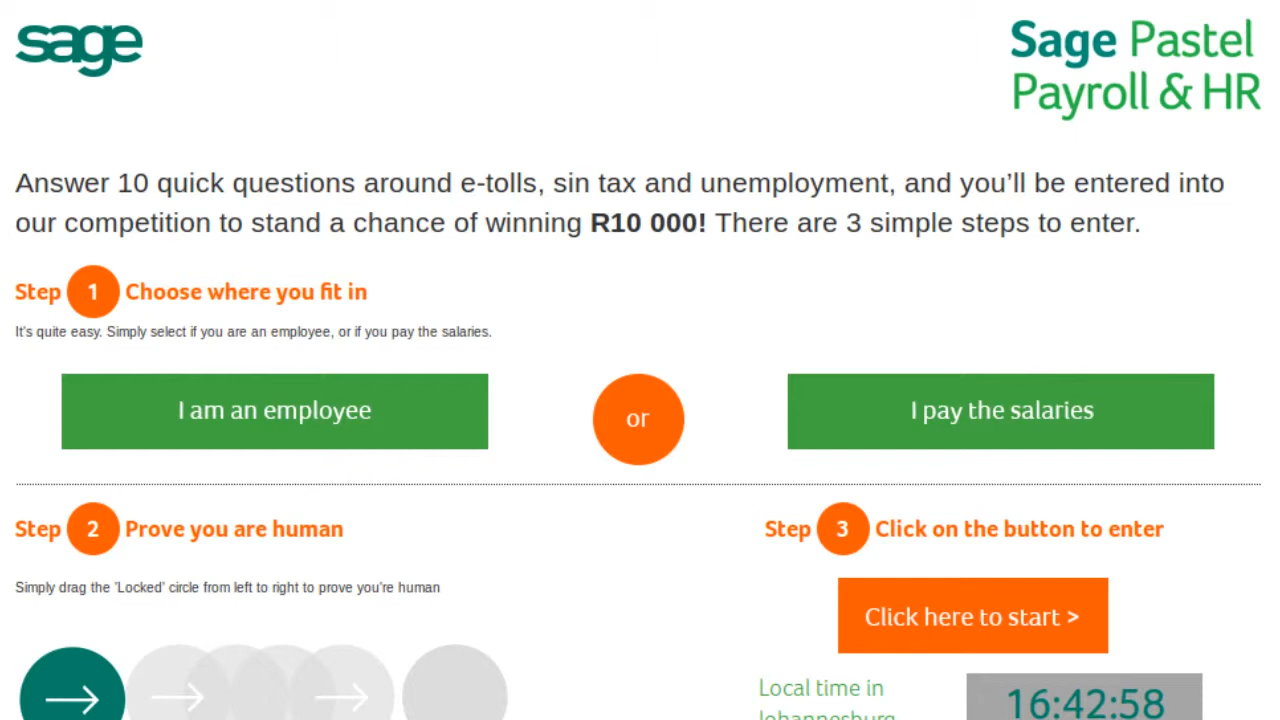 sage
Sage Pastel
Payroll & HR
Answer 10 quick questions around e-tolls, sin tax and unemployment, and you’ll be entered into
our competition to stand a chance of winning R10 000! There are 3 simple steps to enter.
Step 1 Choose where you fit in
It's quite easy. Simply select if you are an employee, or if you pay the salaries.
I am an employee
or
I pay the salaries
Step 2 Prove you are human
Simply drag the 'Locked' circle from left to right to prove you're human
Step 3 Click on the button to enter
Click here to start >
Local time in
Johannesburg
16:42:58